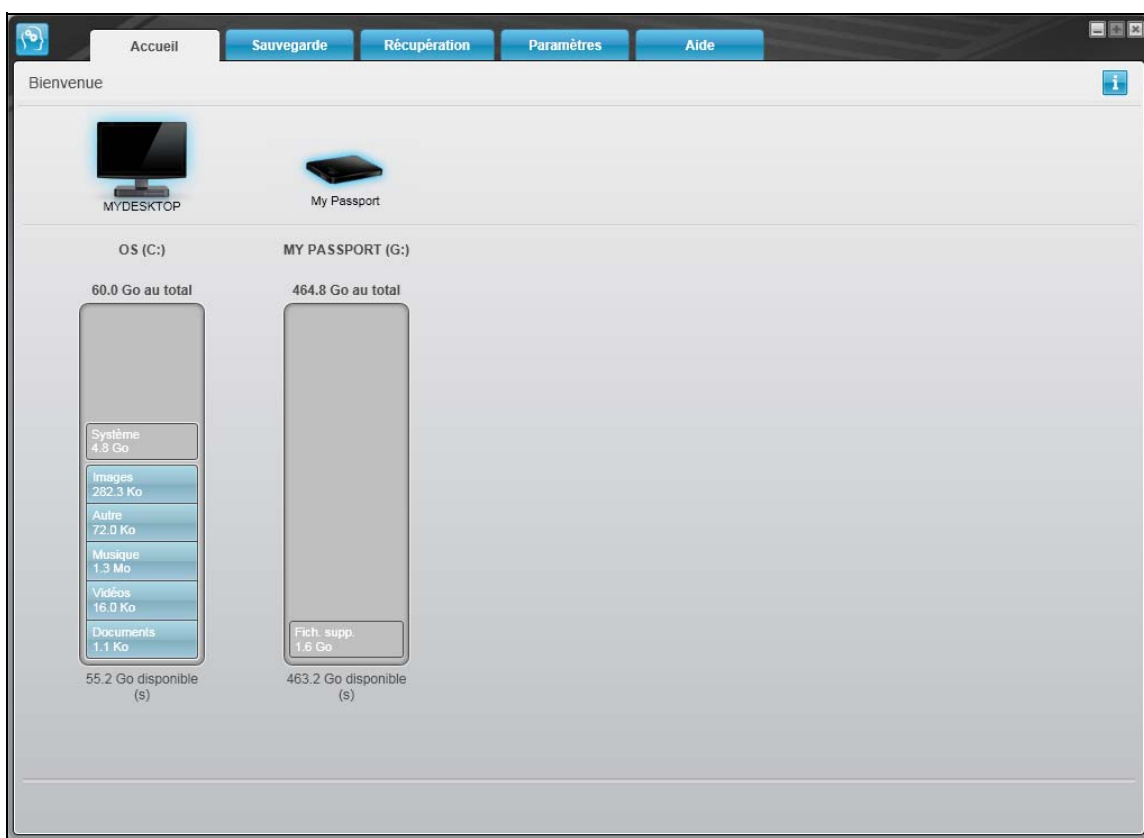 Accueil
Sauvegarde
Récupération
Paramètres
Aide
Bienvenue
i
MYDESKTOP
My Passport
OS (C:)
MY PASSPORT (G:)
60.0 Go au total
464.8 Go au total
Système
4.8 Go
Images
282.3 Ko
Autre
72.0 Ko
Musique
1.3 Mo
Vidéos
16.0 Ko
Documents
1.1 Ko
Fich. supp.
1.6 Go
55.2 Go disponible
(s)
463.2 Go disponible
(s)